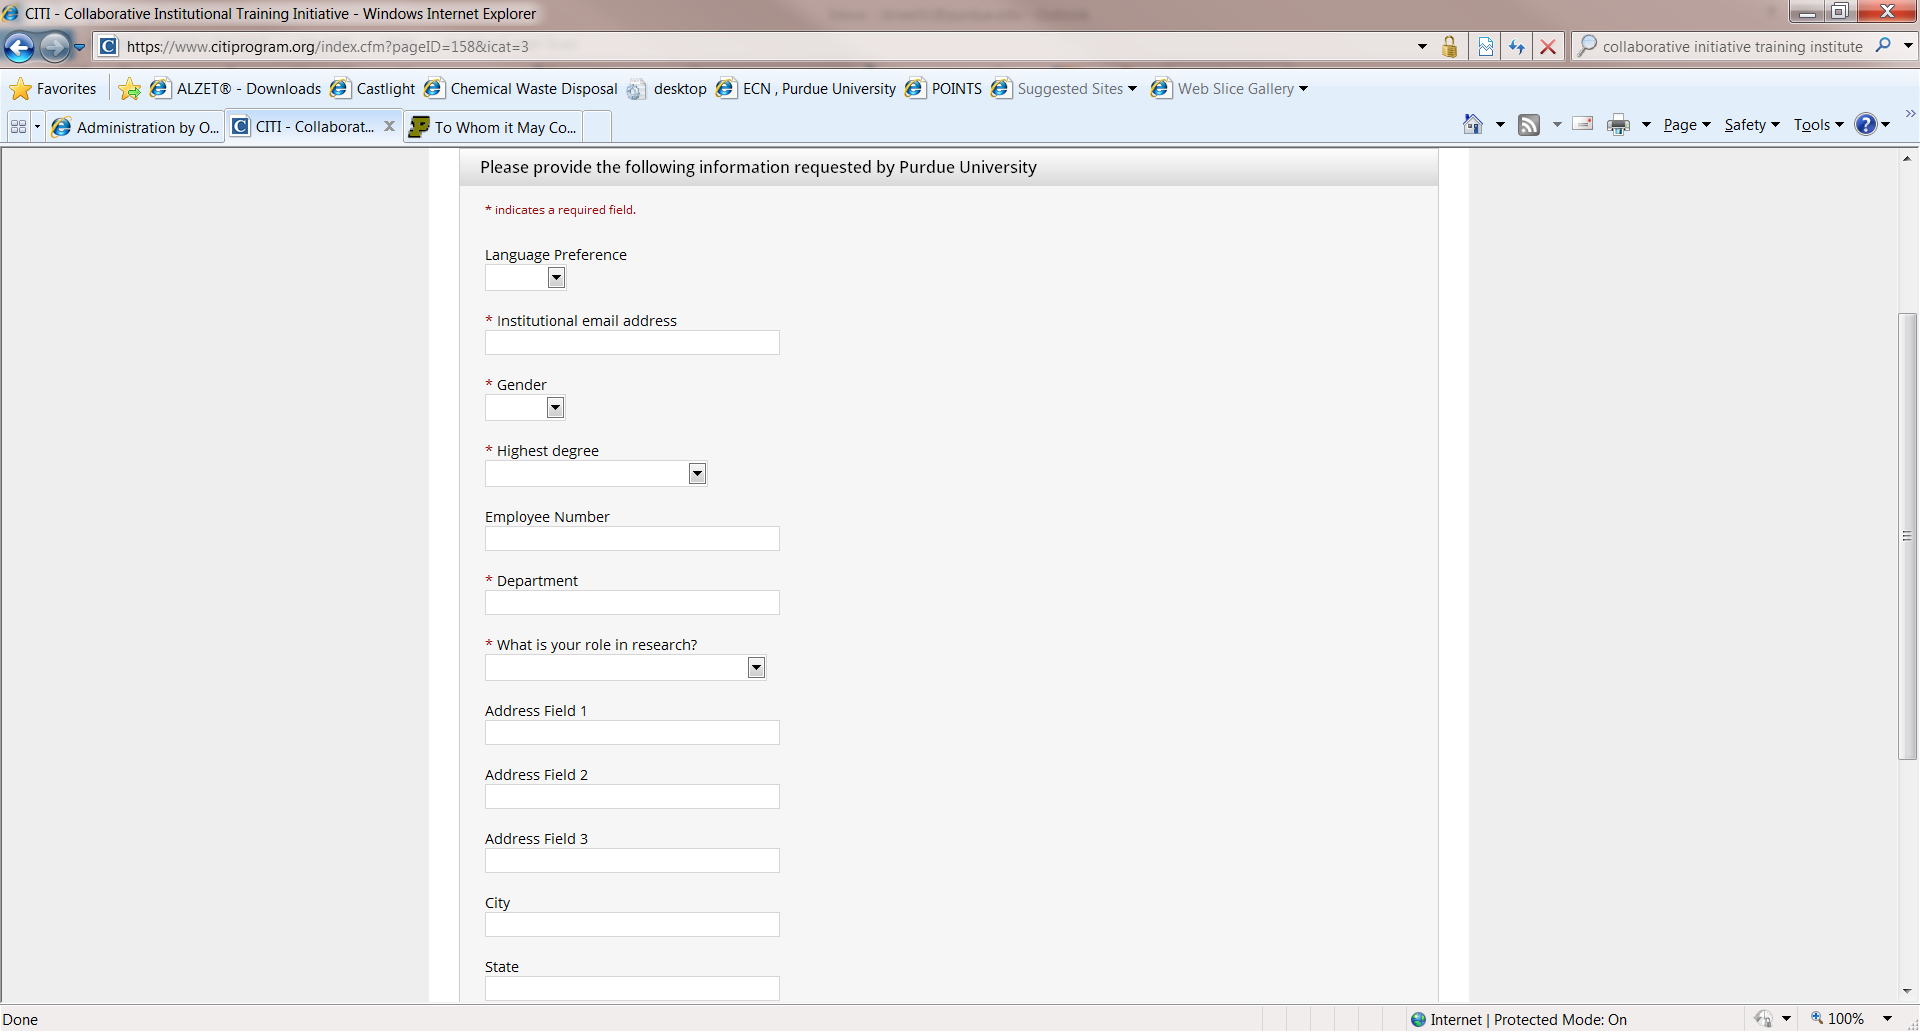 CITI - Collaborative Institutional Training Initiative - Windows Internet Explorer
https://www.citiprogram.org/index.cfm?pageID=158&icat=3
collaborative initiative training institute
Favorites
ALZET® - Downloads
Castlight
Chemical Waste Disposal
desktop
ECN , Purdue University
POINTS
Suggested Sites
Web Slice Gallery
Administration by O...
CITI - Collaborat...
To Whom it May Co...
Page
Safety
Tools
Please provide the following information requested by Purdue University
* indicates a required field.
Language Preference
* Institutional email address
* Gender
* Highest degree
Employee Number
* Department
* What is your role in research?
Address Field 1
Address Field 2
Address Field 3
City
State
Done
Internet | Protected Mode: On
100%